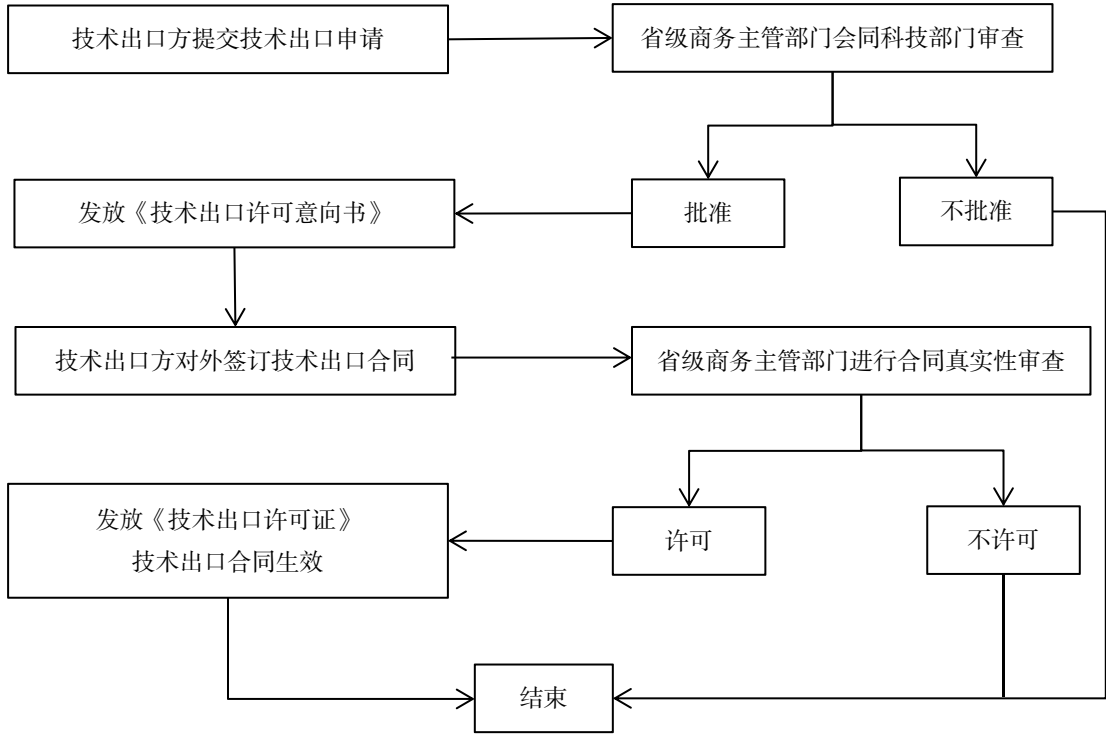 技术出口方提交技术出口申请
省级商务主管部门会同科技部门审查
批准
不批准
发放《技术出口许可意向书》
技术出口方对外签订技术出口合同
省级商务主管部门进行合同真实性审查
许可
不许可
发放《技术出口许可证》
技术出口合同生效
结束